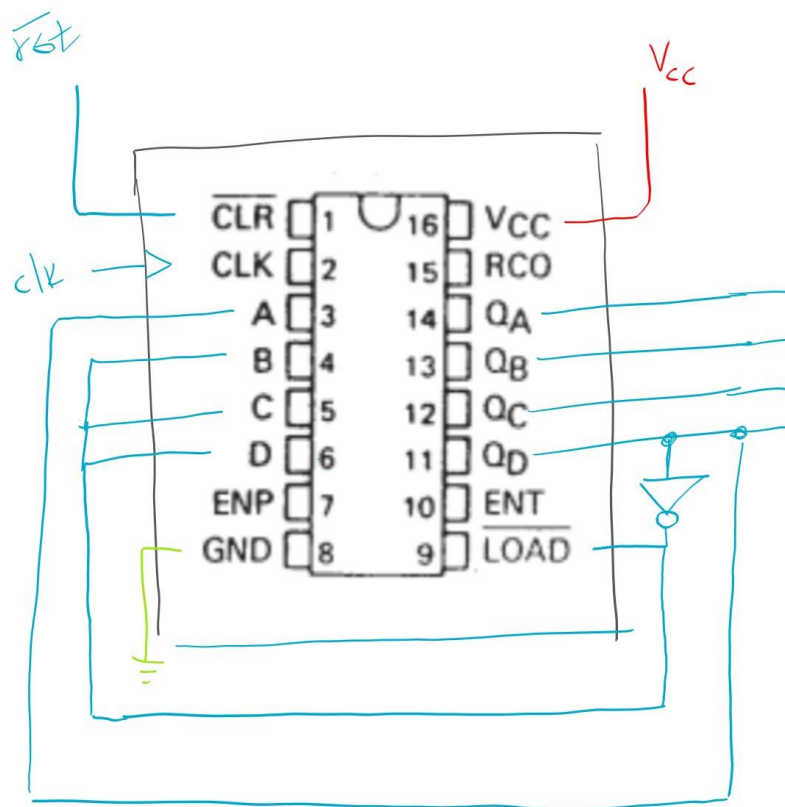 rst
Vcc
clk
CLR 1 16 VCC
CLK 2 15 RCO
A 3 14 QA
B 4 13 QB
C 5 12 QC
D 6 11 QD
ENP 7 10 ENT
GND 8 9 LOAD